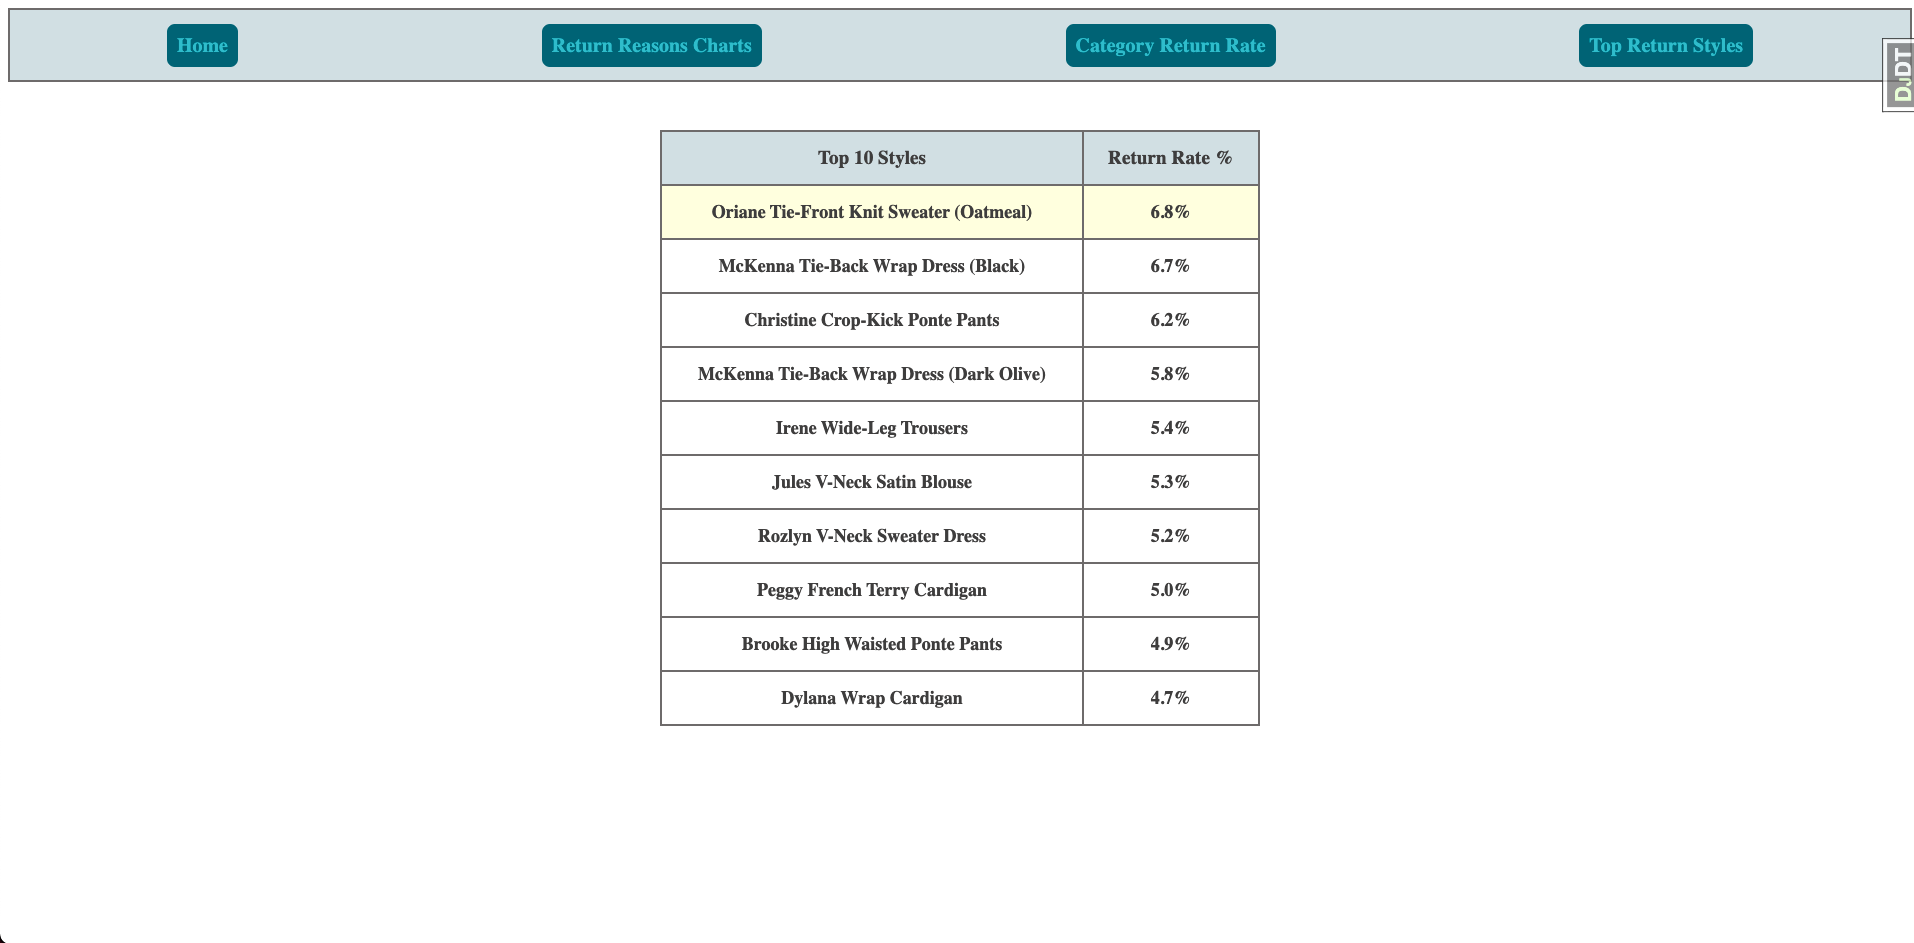 Home Return Reasons Charts Category Return Rate Top Return Styles
DJDT
Top 10 Styles Return Rate %
Oriane Tie-Front Knit Sweater (Oatmeal) 6.8%
McKenna Tie-Back Wrap Dress (Black) 6.7%
Christine Crop-Kick Ponte Pants 6.2%
McKenna Tie-Back Wrap Dress (Dark Olive) 5.8%
Irene Wide-Leg Trousers 5.4%
Jules V-Neck Satin Blouse 5.3%
Rozlyn V-Neck Sweater Dress 5.2%
Peggy French Terry Cardigan 5.0%
Brooke High Waisted Ponte Pants 4.9%
Dylana Wrap Cardigan 4.7%